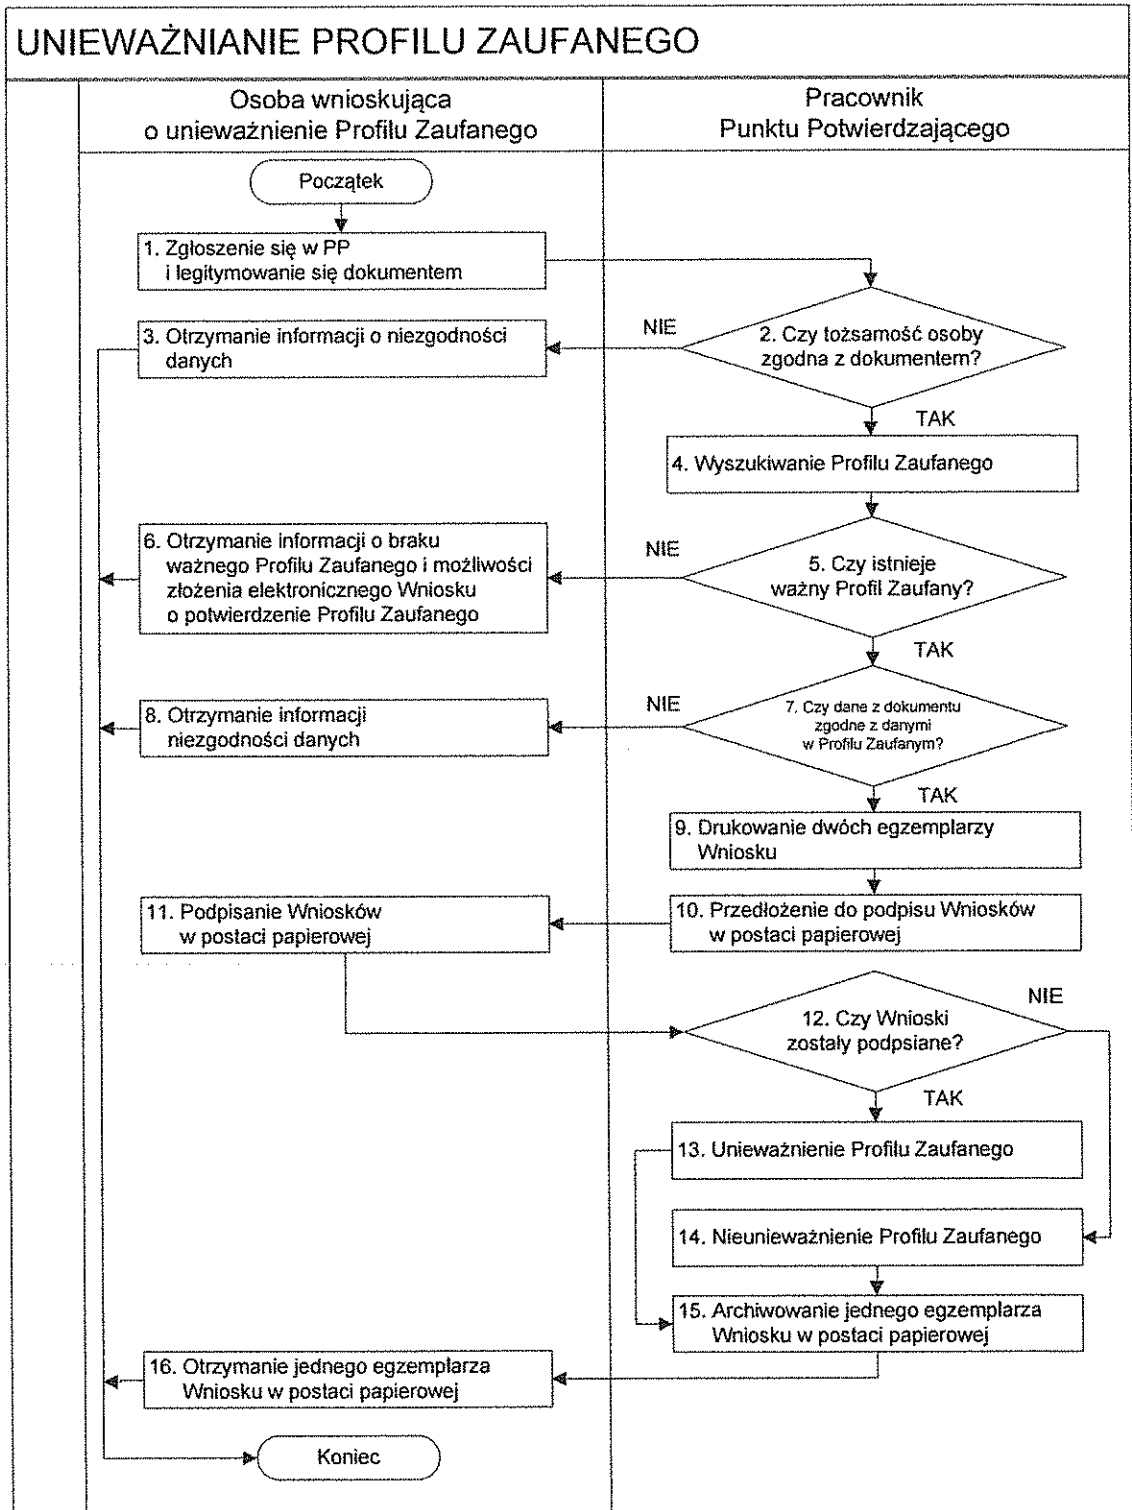 UNIEWAŻNIANIE PROFILU ZAUFANEGO
Osoba wnioskująca
o unieważnienie Profilu Zaufanego
Pracownik
Punktu Potwierdzającego
Początek
1. Zgłoszenie się w PP
i legitymowanie się dokumentem
NIE
2. Czy tożsamość osoby
zgodna z dokumentem?
3. Otrzymanie informacji o niezgodności
danych
TAK
4. Wyszukiwanie Profilu Zaufanego
NIE
5. Czy istnieje
ważny Profil Zaufany?
6. Otrzymanie informacji o braku
ważnego Profilu Zaufanego i możliwości
złożenia elektronicznego Wniosku
o potwierdzenie Profilu Zaufanego
TAK
NIE
7. Czy dane z dokumentu
zgodne z danymi
w Profilu Zaufanym?
8. Otrzymanie informacji
niezgodności danych
TAK
9. Drukowanie dwóch egzemplarzy
Wniosku
10. Przedłożenie do podpisu Wniosków
w postaci papierowej
11. Podpisanie Wniosków
w postaci papierowej
NIE
12. Czy Wnioski
zostały podpsiane?
TAK
13. Unieważnienie Profilu Zaufanego
14. Nieunieważnienie Profilu Zaufanego
15. Archiwowanie jednego egzemplarza
Wniosku w postaci papierowej
16. Otrzymanie jednego egzemplarza
Wniosku w postaci papierowej
Koniec